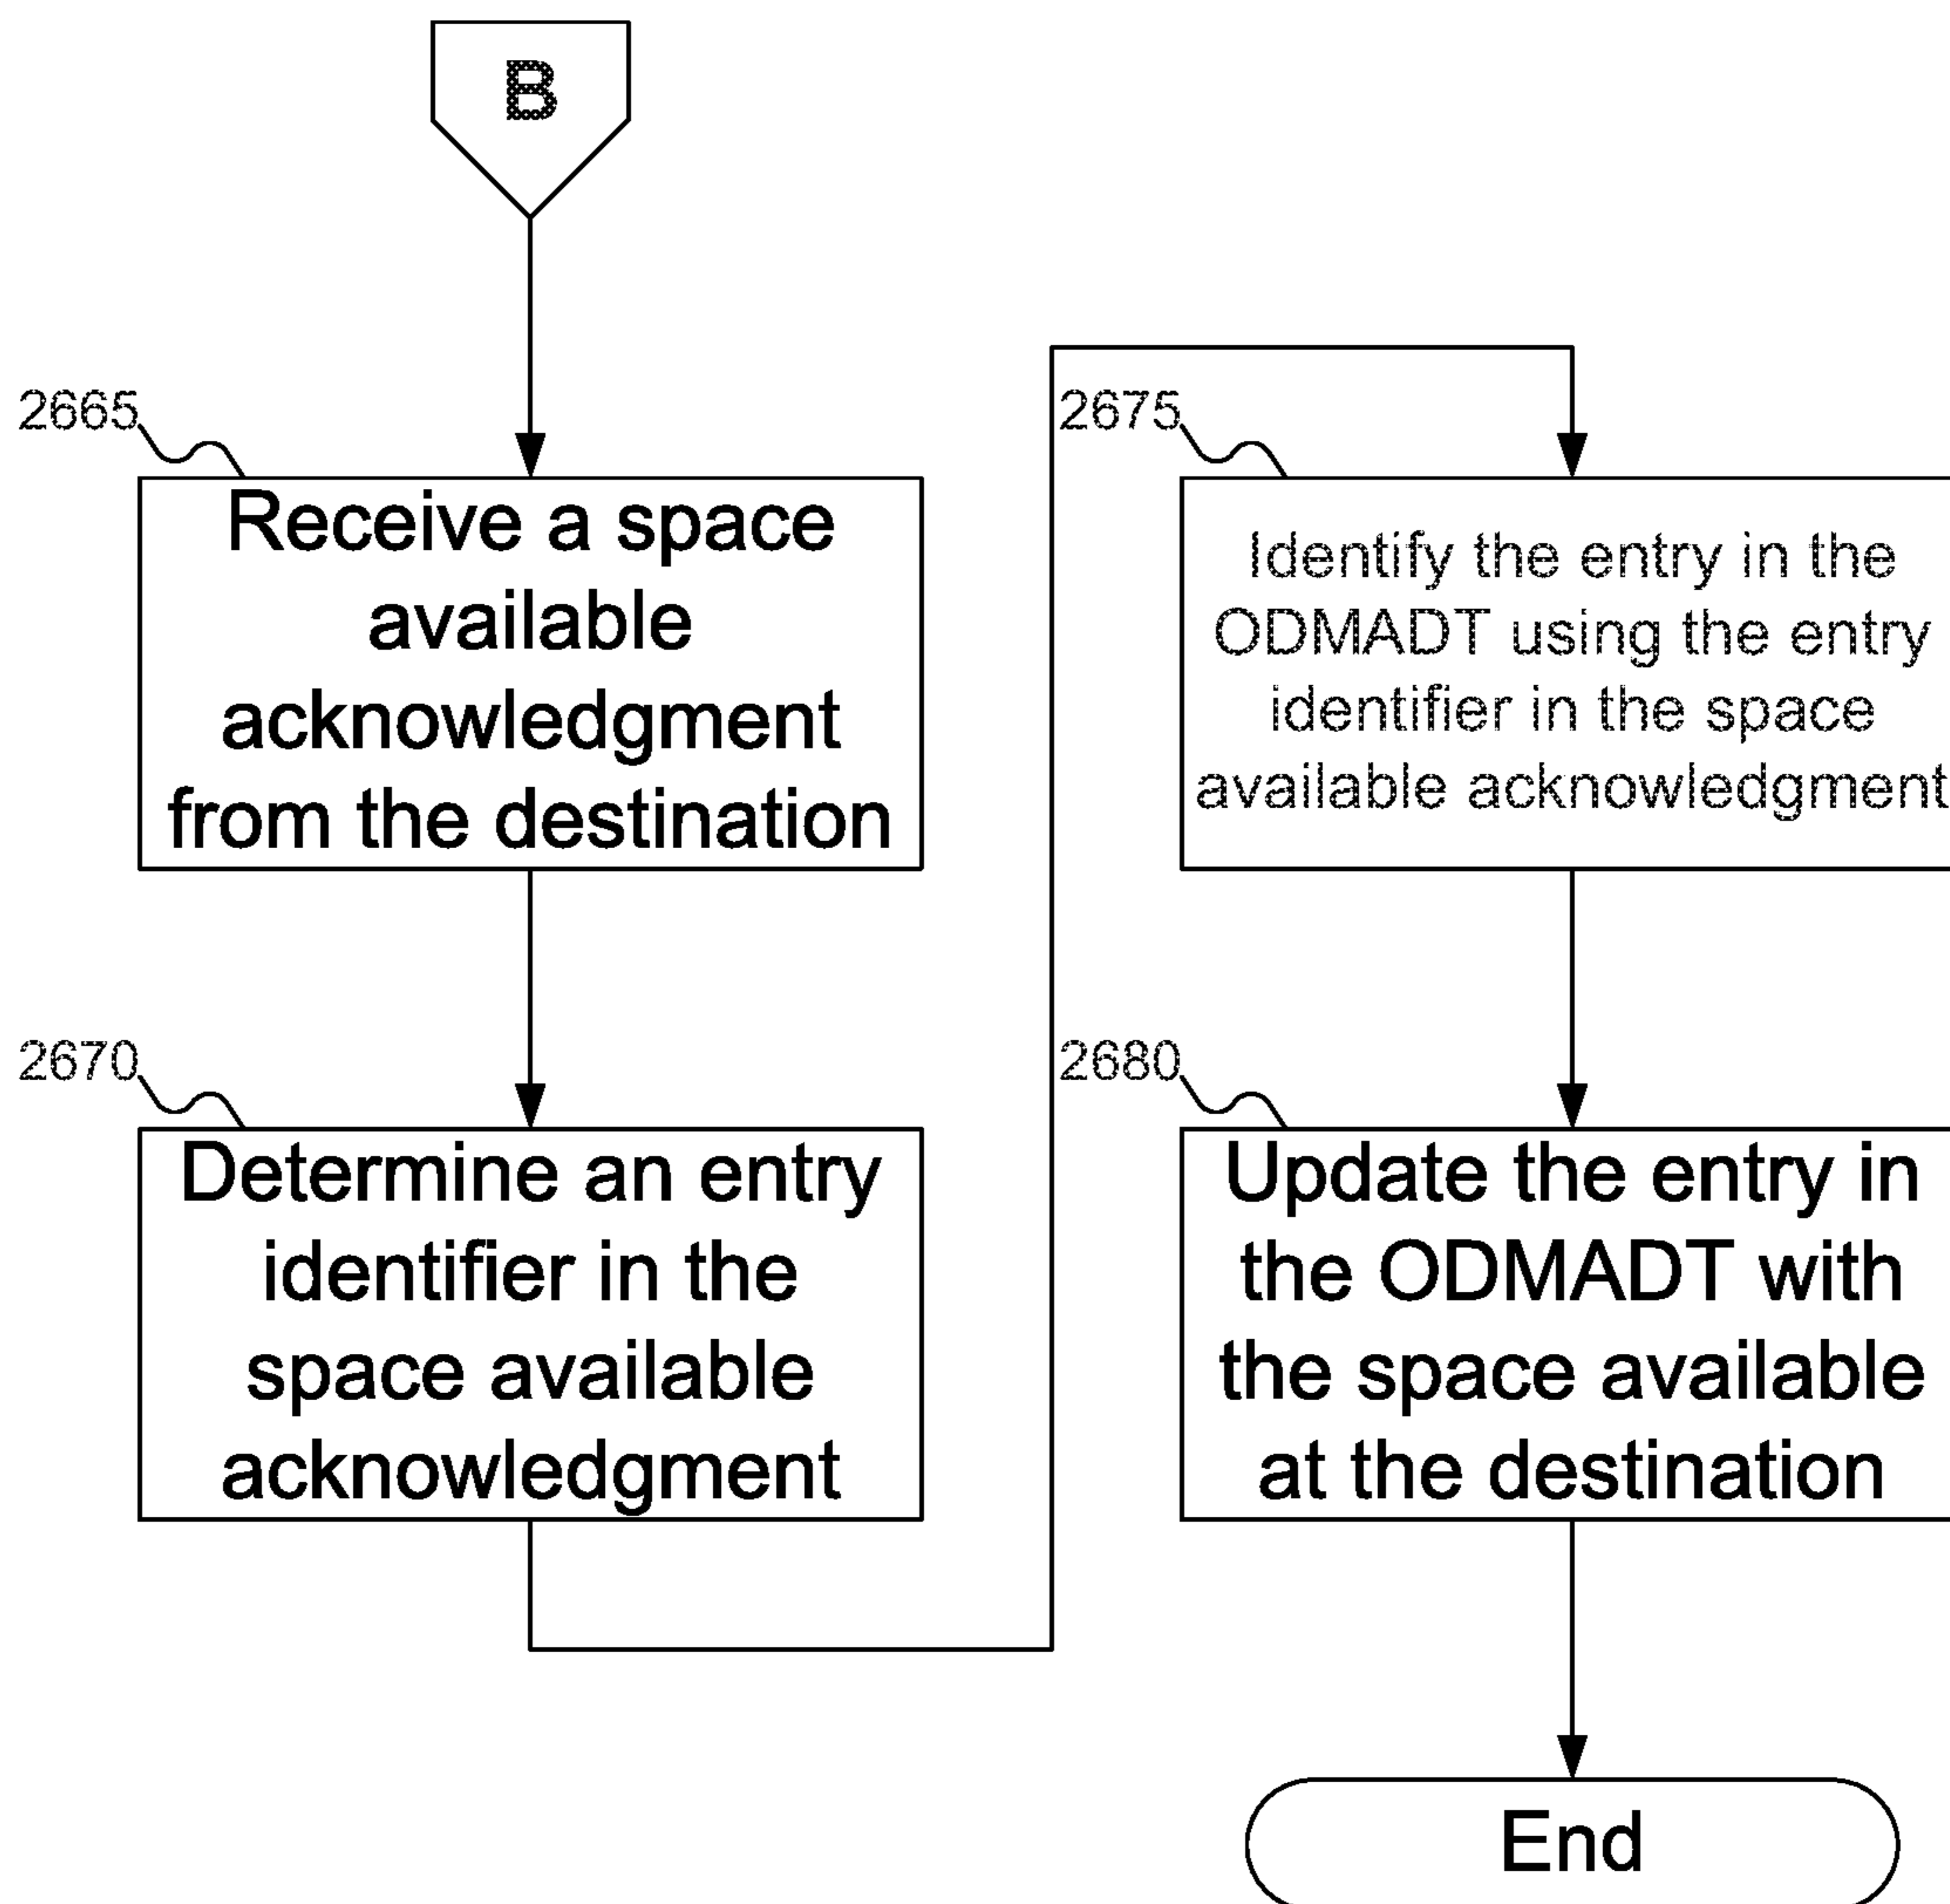 B
2665
Receive a space
available
acknowledgment
from the destination
2670
Determine an entry
identifier in the
space available
acknowledgment
2675
Identify the entry in the
ODMADT using the entry
identifier in the space
available acknowledgment
2680
Update the entry in
the ODMADT with
the space available
at the destination
End